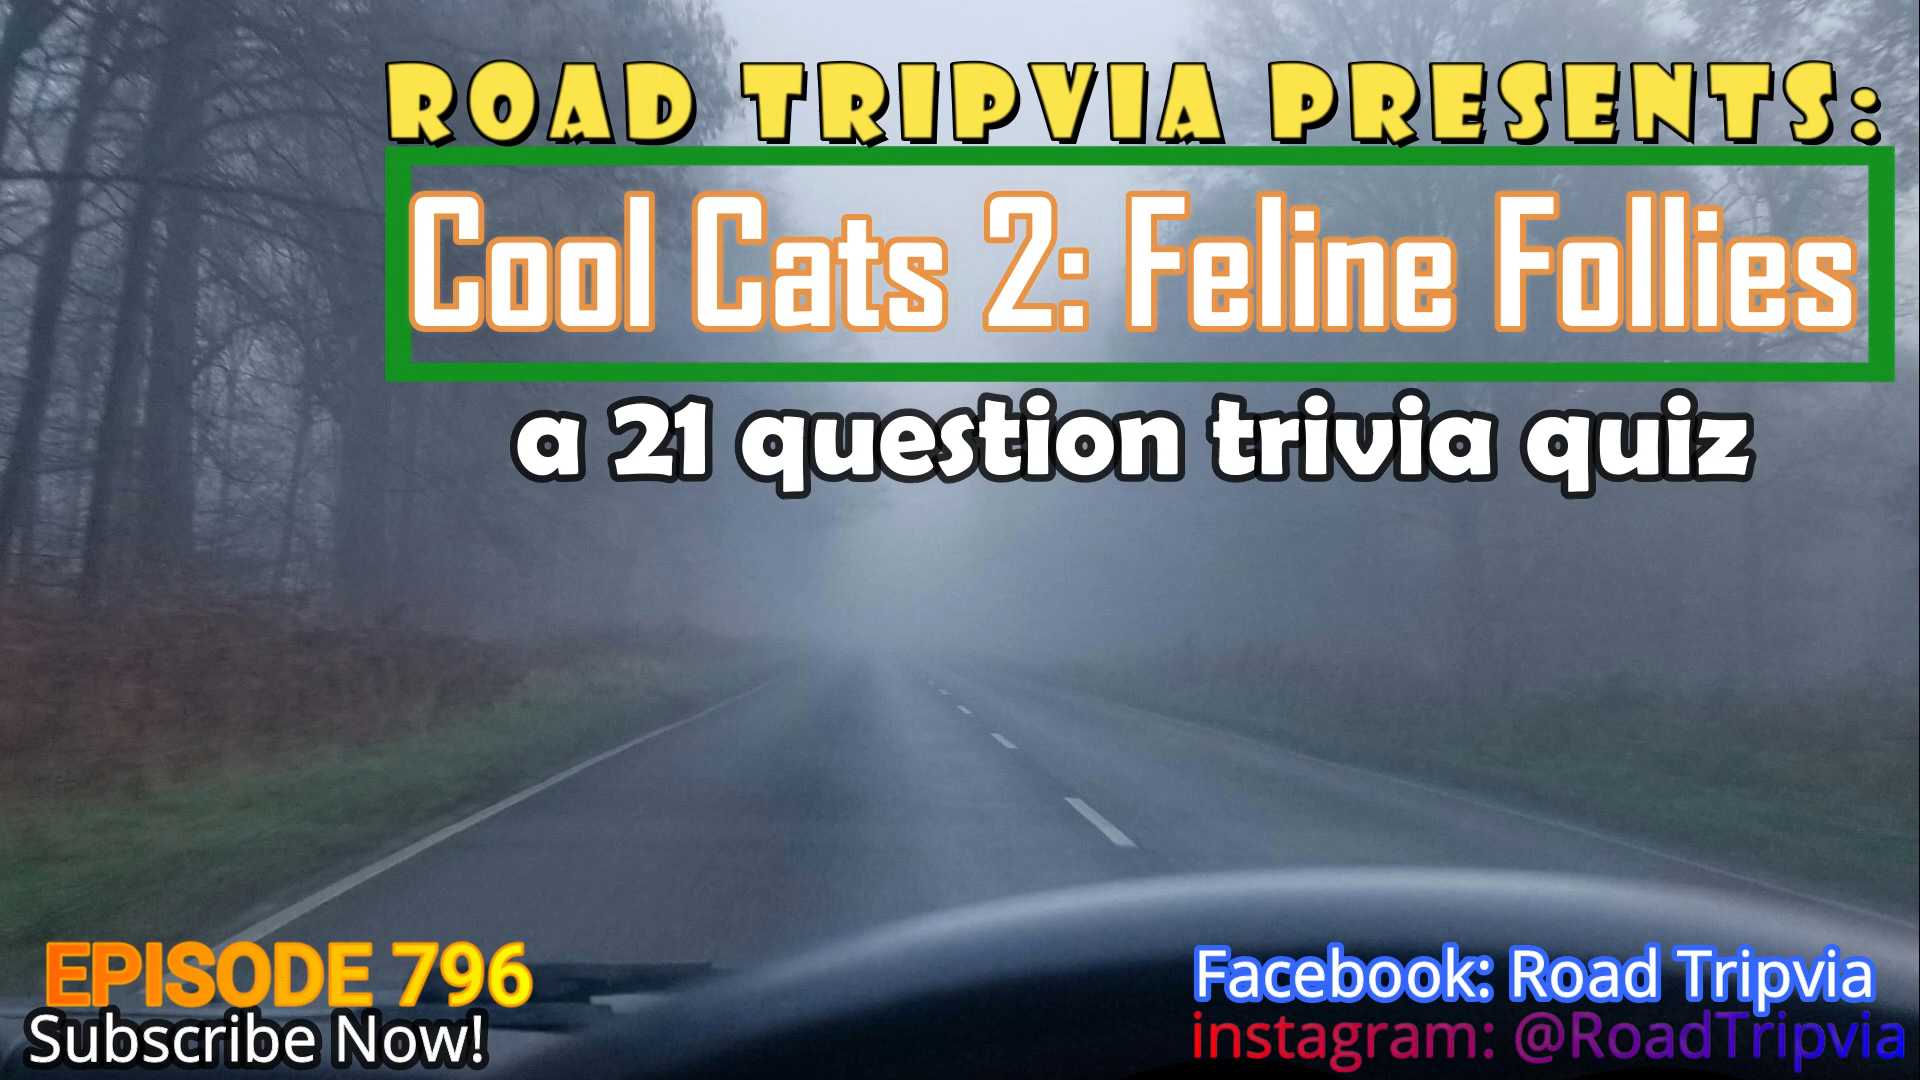 ROAD TRIPVIA PRESENTS:
Cool Cats 2: Feline Follies
a 21 question trivia quiz
EPISODE 796
Subscribe Now!
Facebook: Road Tripvia
instagram: @RoadTripvia